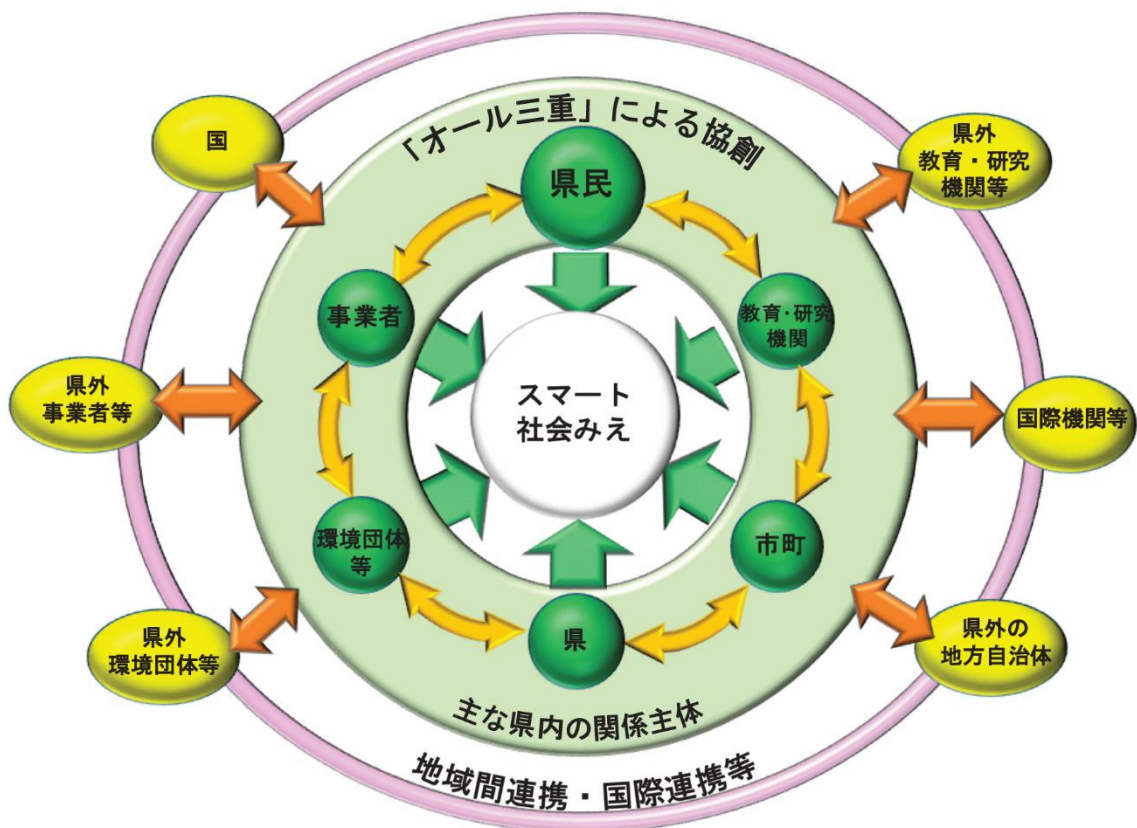 「オール三重」による協創
国
県外
教育・研究
機関等
県民
事業者
教育・研究
機関
県外
事業者等
スマート
社会みえ
国際機関等
環境団体
等
市町
県外
環境団体等
県
県外の
地方自治体
主な県内の関係主体
地域間連携・国際連携等